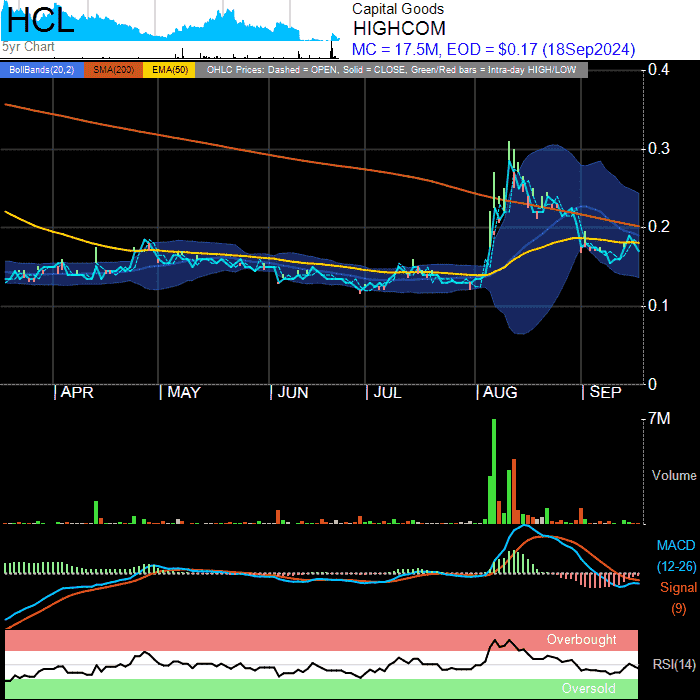 HCL
5yr Chart
Capital Goods
HIGHCOM
MC = 17.5M, EOD = $0.17 (18Sep2024)
BollBands(20,2) SMA(200) EMA(50) OHLC Prices: Dashed = OPEN, Solid = CLOSE, Green/Red bars = Intra-day HIGH/LOW
0.4
0.3
0.2
0.1
0
APR MAY JUN JUL AUG SEP
7M
Volume
MACD
(12-26)
Signal
(9)
Overbought
RSI(14)
Oversold